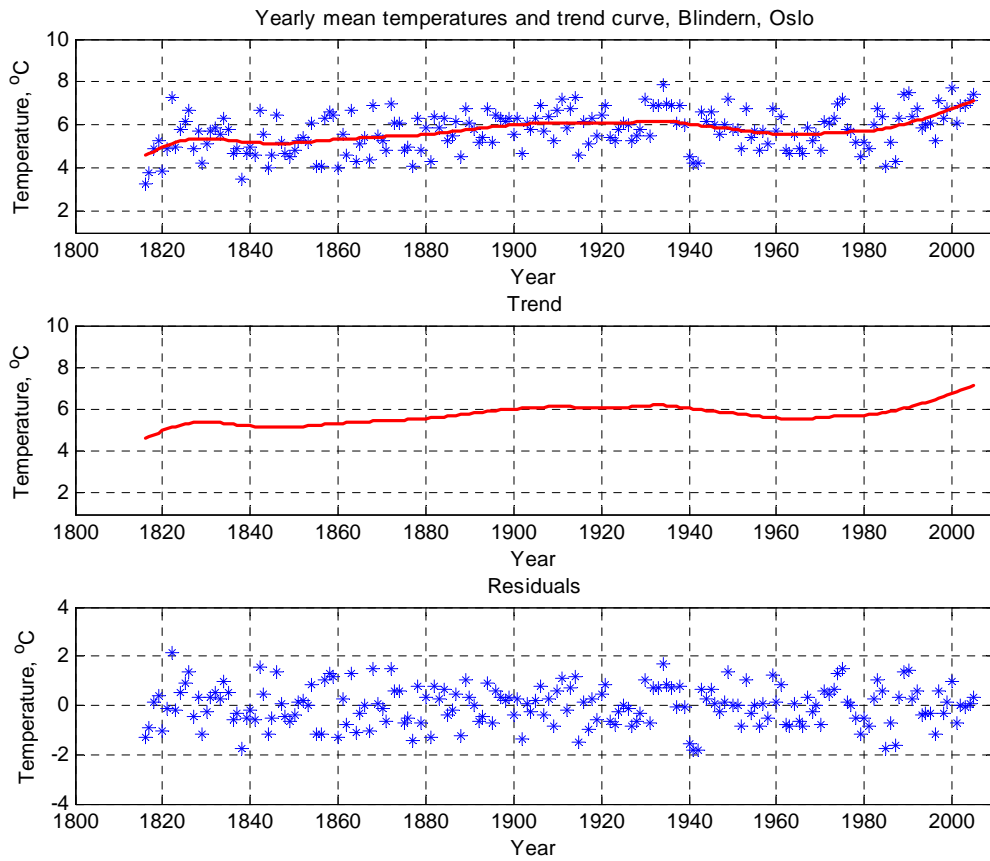 Yearly mean temperatures and trend curve, Blindern, Oslo
Temperature, °C
10
8
6
4
2
1800 1820 1840 1860 1880 1900 1920 1940 1960 1980 2000
Year
Trend
Temperature, °C
10
8
6
4
2
1800 1820 1840 1860 1880 1900 1920 1940 1960 1980 2000
Year
Residuals
Temperature, °C
4
2
0
-2
-4
1800 1820 1840 1860 1880 1900 1920 1940 1960 1980 2000
Year